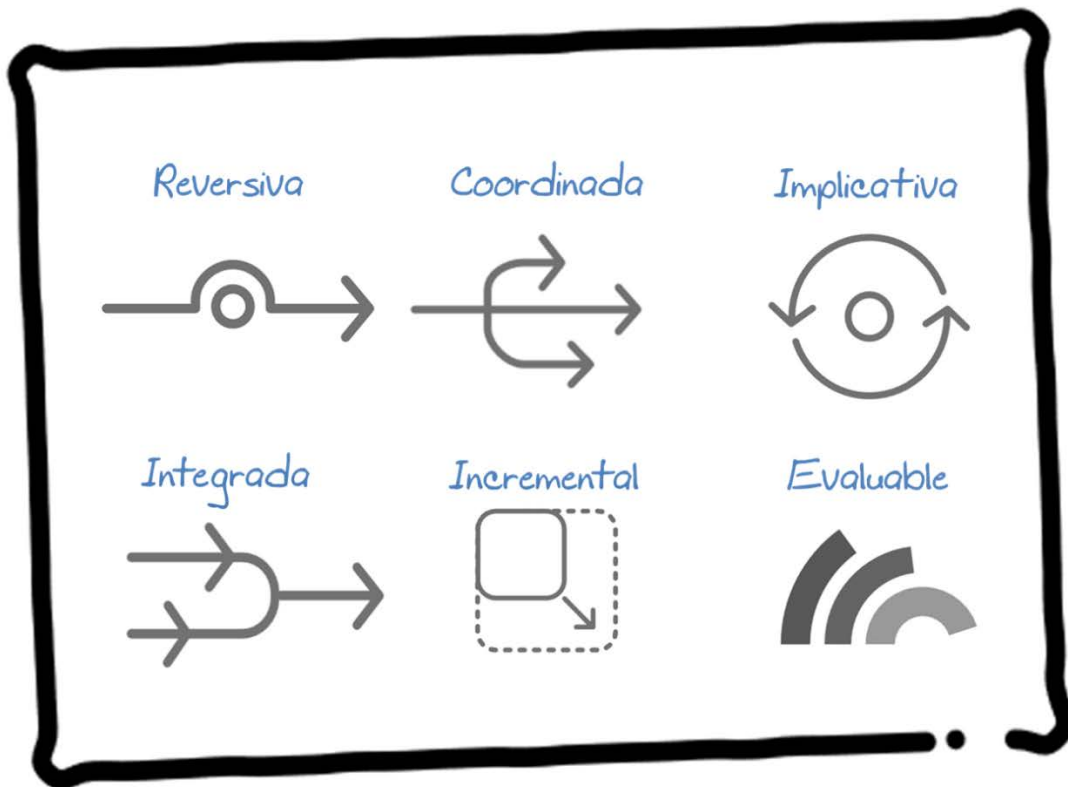 Reversiva
Coordinada
Implicativa
Integrada
Incremental
Evaluable